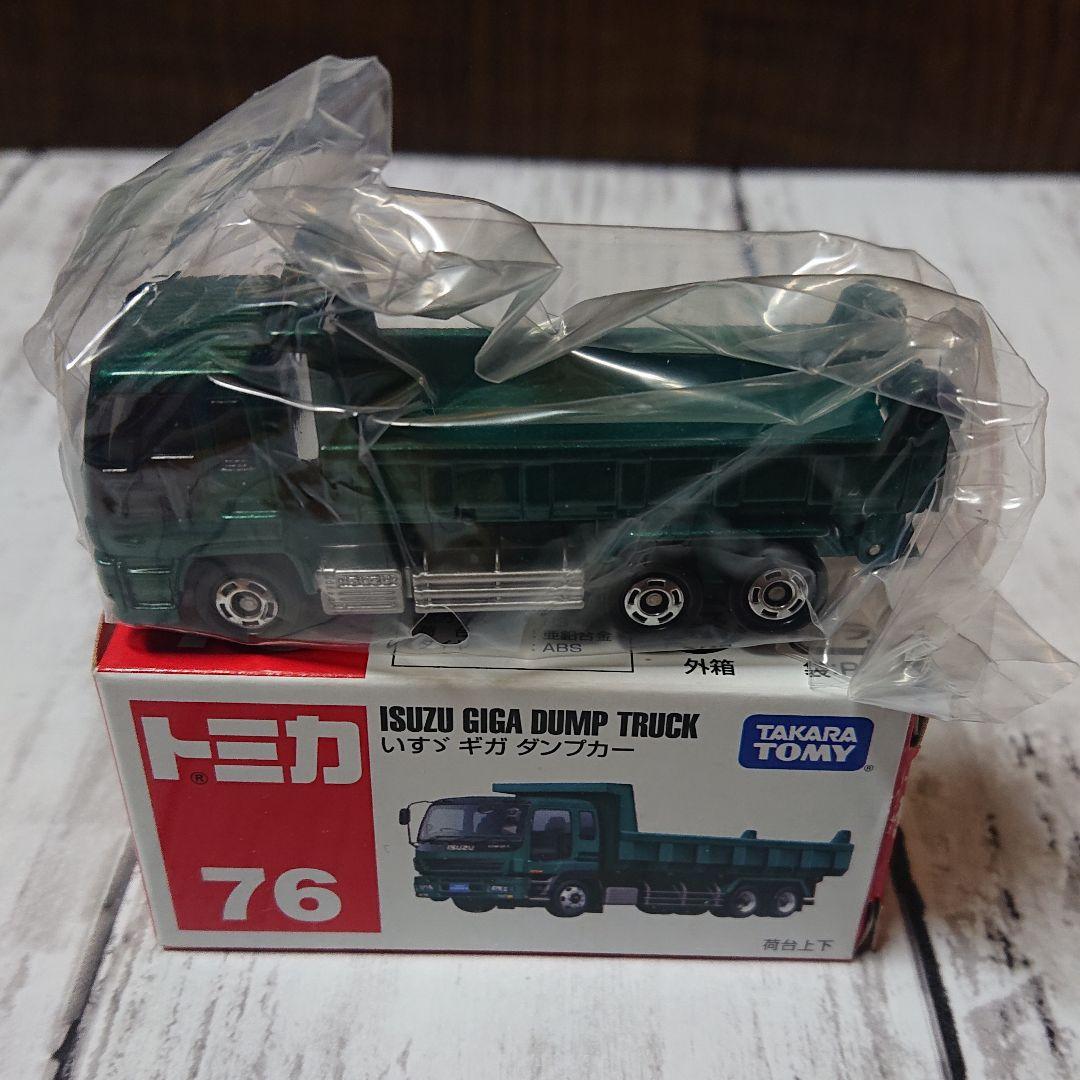 亜鉛合金
: ABS
外箱
トミカ
®
76
ISUZU GIGA DUMP TRUCK
いすゞ ギガ ダンプカー
TAKARA
TOMY
®
ISUZU
荷台上下